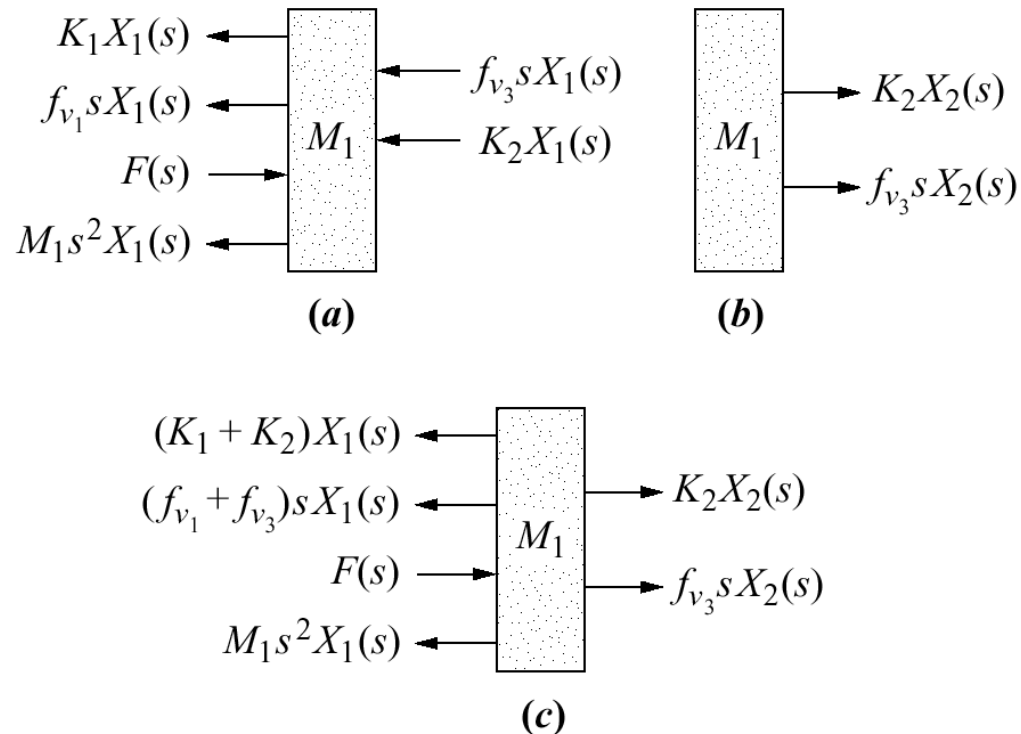 K₁X₁(s)
fᵥ₁sX₁(s)
F(s)
M₁s²X₁(s)
M₁
fᵥ₃sX₁(s)
K₂X₁(s)
(a)
M₁
K₂X₂(s)
fᵥ₃sX₂(s)
(b)
(K₁ + K₂)X₁(s)
(fᵥ₁ + fᵥ₃)sX₁(s)
F(s)
M₁s²X₁(s)
M₁
K₂X₂(s)
fᵥ₃sX₂(s)
(c)